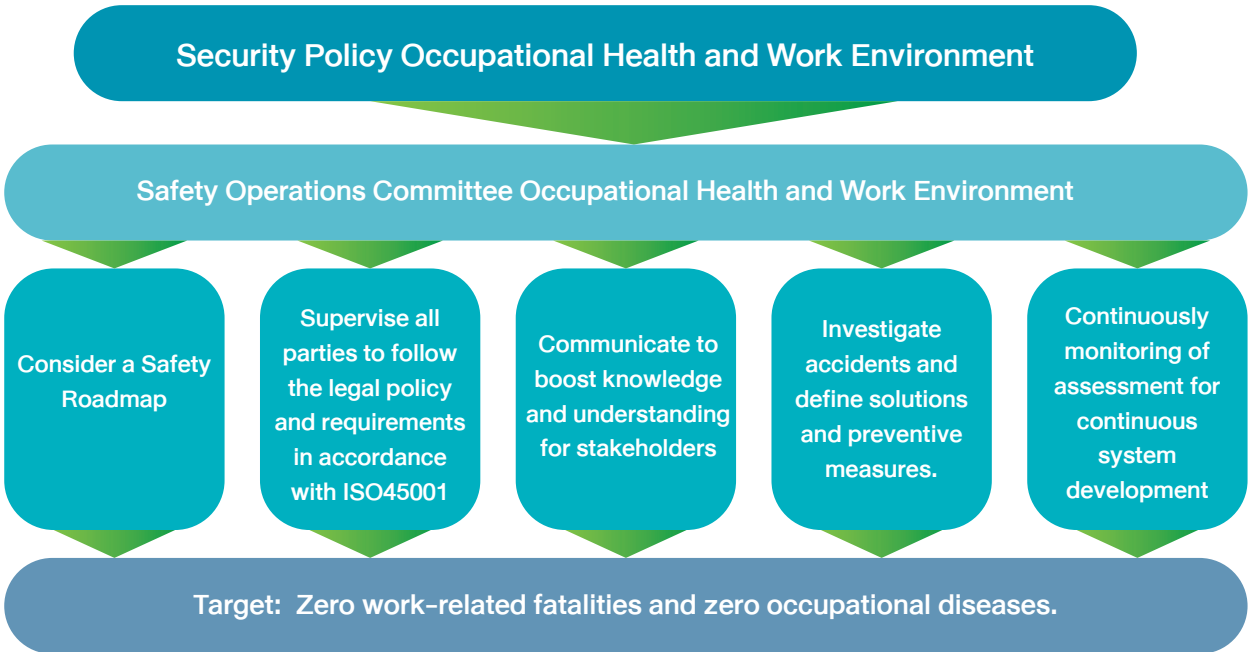 Security Policy Occupational Health and Work Environment
Safety Operations Committee Occupational Health and Work Environment
Consider a Safety
Roadmap
Supervise all
parties to follow
the legal policy
and requirements
in accordance
with ISO45001
Communicate to
boost knowledge
and understanding
for stakeholders
Investigate
accidents and
define solutions
and preventive
measures.
Continuously
monitoring of
assessment for
continuous
system
development
Target:  Zero work-related fatalities and zero occupational diseases.